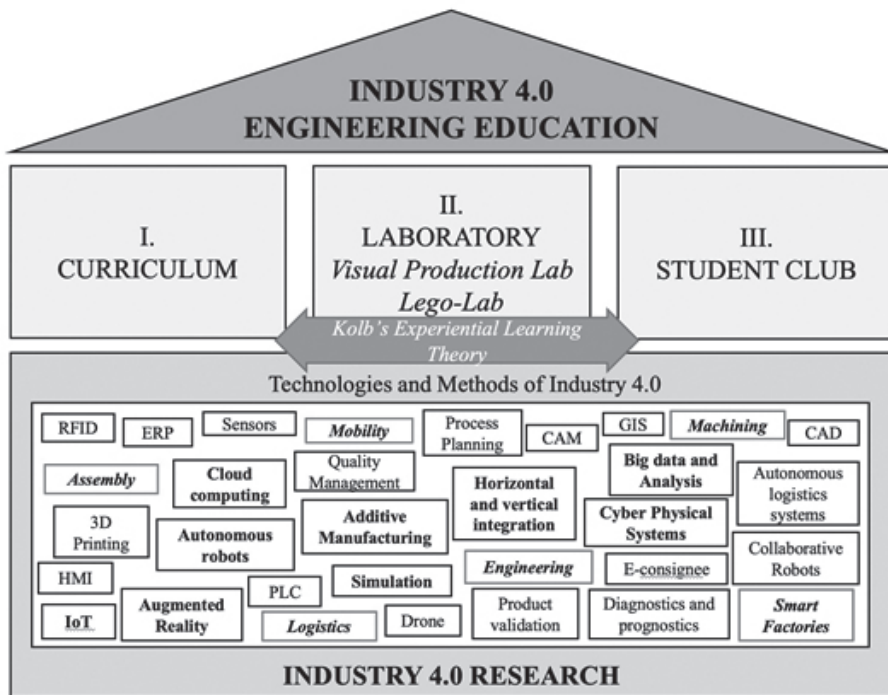 INDUSTRY 4.0
ENGINEERING EDUCATION
I.
CURRICULUM
II.
LABORATORY
Visual Production Lab
Lego-Lab
III.
STUDENT CLUB
Kolb's Experiential Learning
Theory
Technologies and Methods of Industry 4.0
RFID
ERP
Sensors
Mobility
Process
Planning
CAM
GIS
Machining
CAD
Assembly
Cloud
computing
Quality
Management
Horizontal
and vertical
integration
Big data and
Analysis
Autonomous
logistics
systems
3D
Printing
Autonomous
robots
Additive
Manufacturing
Cyber Physical
Systems
Collaborative
Robots
HMI
PLC
Simulation
Engineering
E-consignee
IoT
Augmented
Reality
Logistics
Drone
Product
validation
Diagnostics and
prognostics
Smart
Factories
INDUSTRY 4.0 RESEARCH